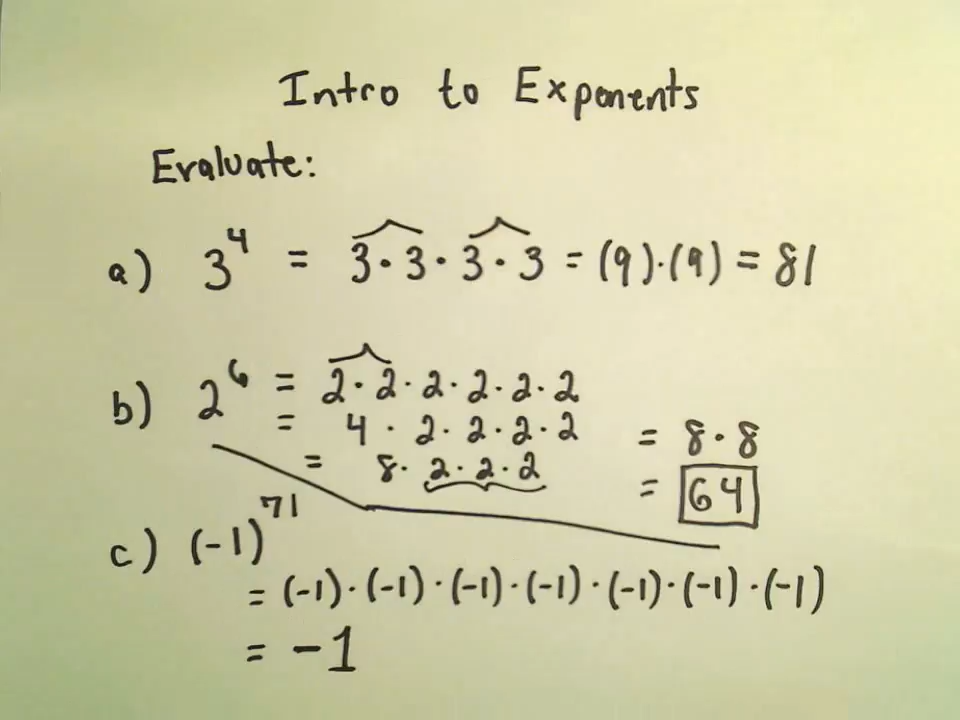 Intro to Exponents
Evaluate:
a) 3^4 = 3 · 3 · 3 · 3 = (9) · (9) = 81
b) 2^6 = 2 · 2 · 2 · 2 · 2 · 2
= 4 · 2 · 2 · 2 · 2 = 8 · 8
= 8 · 2 · 2 · 2 = 64
c) (-1)^71
= (-1) · (-1) · (-1) · (-1) · (-1) · (-1) · (-1)
= -1